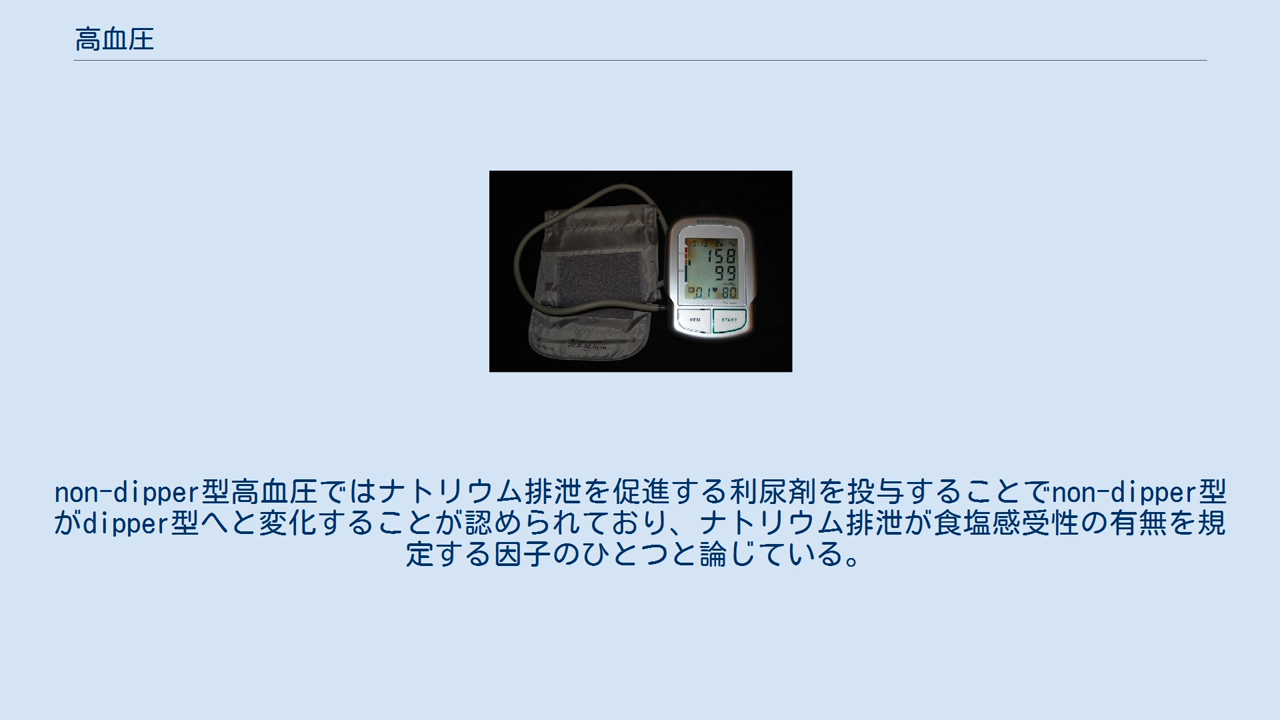 高血圧
158
99
80
MEM
START
non-dipper型高血圧ではナトリウム排泄を促進する利尿剤を投与することでnon-dipper型
がdipper型へと変化することが認められており、ナトリウム排泄が食塩感受性の有無を規
定する因子のひとつと論じている。